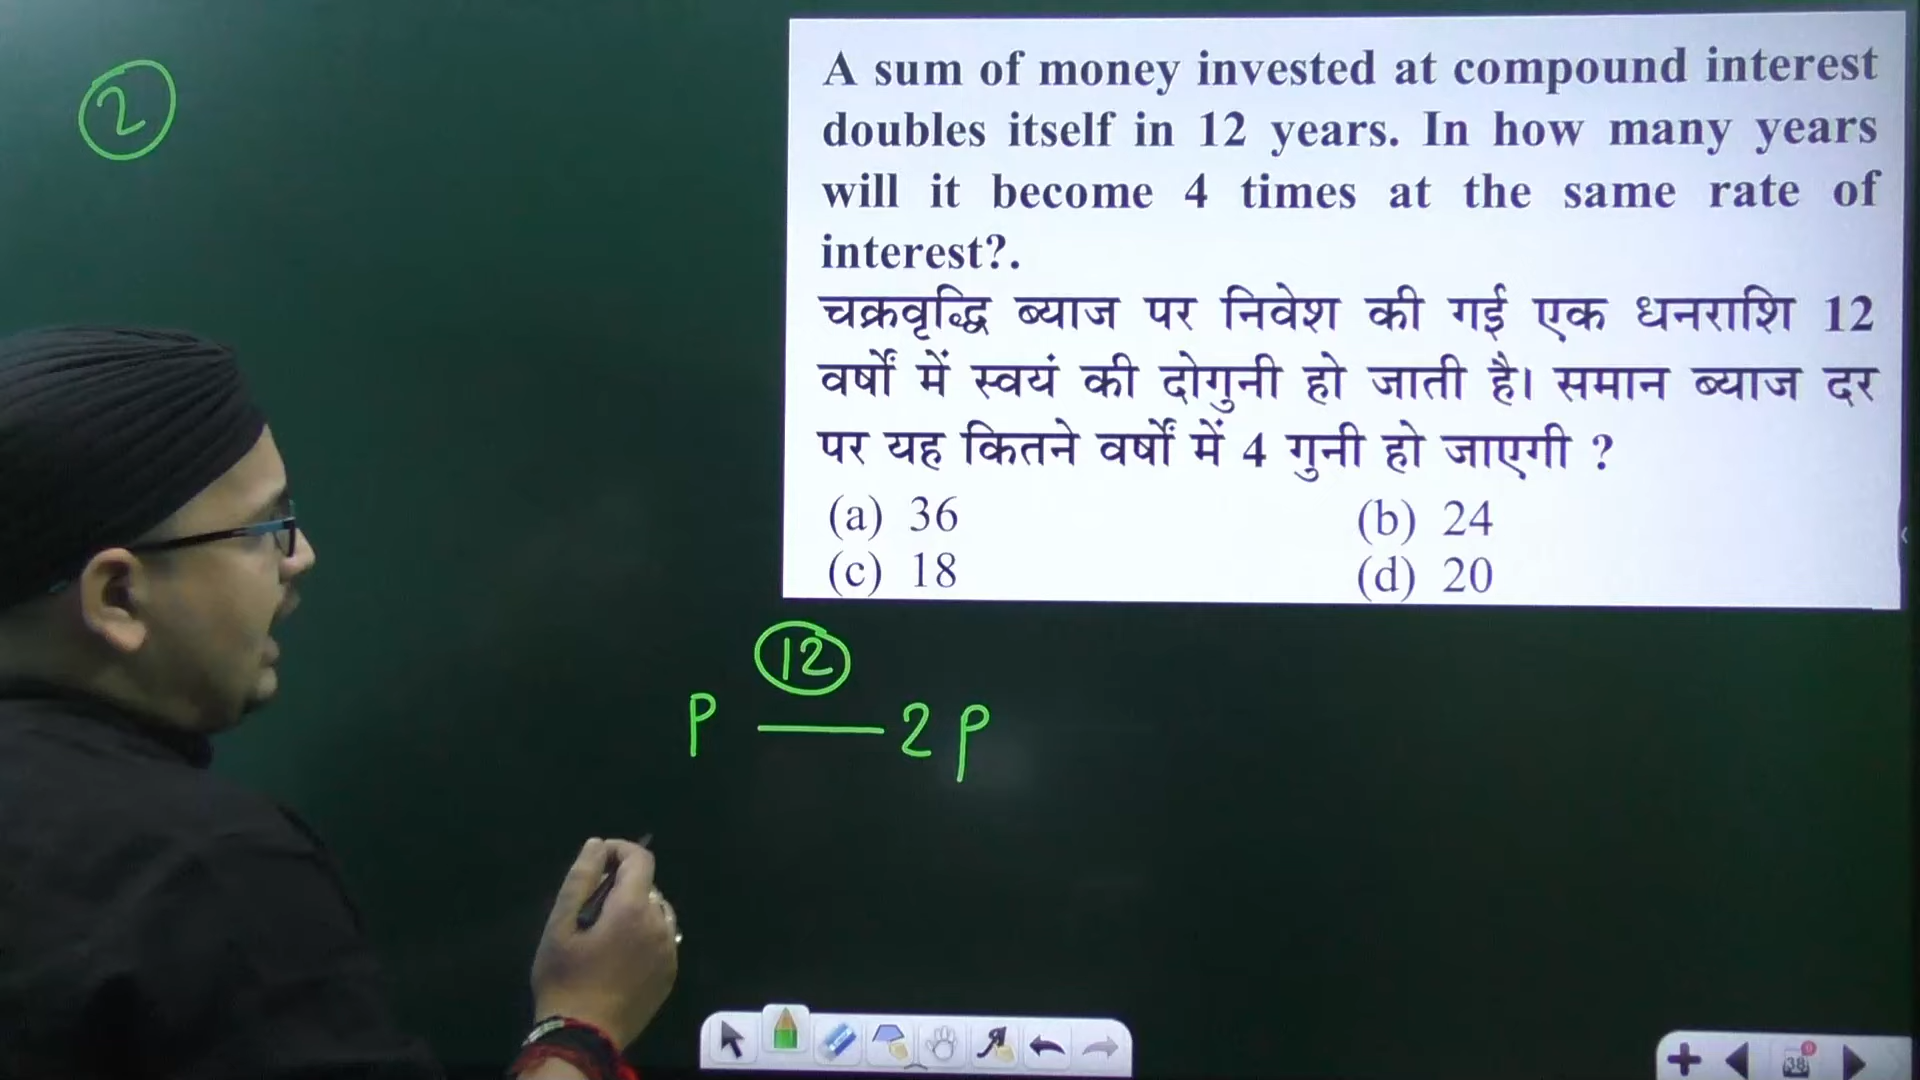 2
A sum of money invested at compound interest
doubles itself in 12 years. In how many years
will it become 4 times at the same rate of
interest?.
चक्रवृद्धि ब्याज पर निवेश की गई एक धनराशि 12
वर्षों में स्वयं की दोगुनी हो जाती है। समान ब्याज दर
पर यह कितने वर्षों में 4 गुनी हो जाएगी ?
(a) 36 (b) 24
(c) 18 (d) 20
12
P — 2P
38